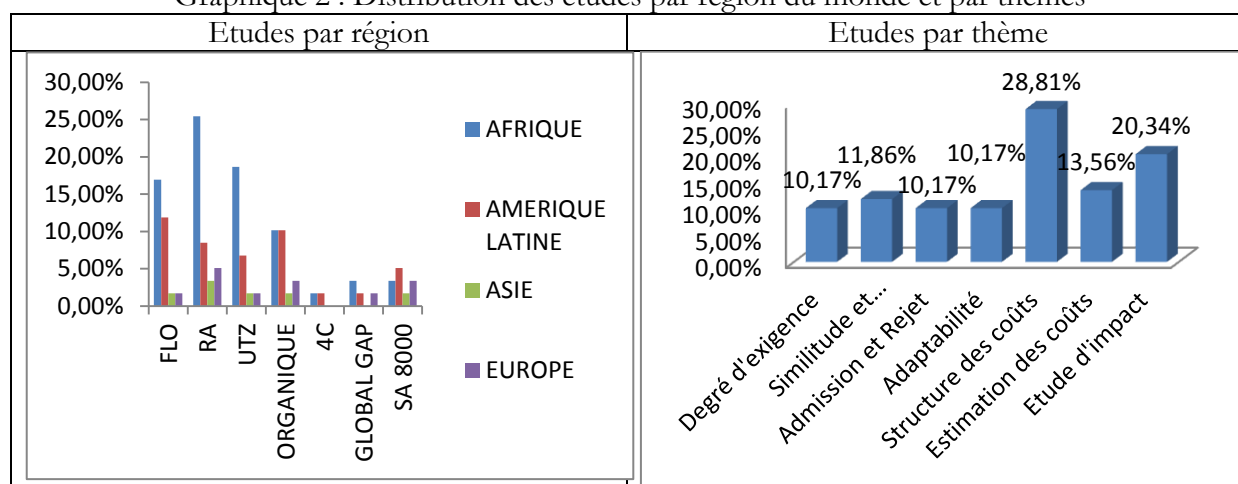 Graphique 2 : Distribution des études par région du monde et par thèmes
Etudes par région
Etudes par thème
30,00%
25,00%
20,00%
15,00%
10,00%
5,00%
0,00%
FLO
RA
UTZ
ORGANIQUE
4C
GLOBAL GAP
SA 8000
AFRIQUE
AMERIQUE
LATINE
ASIE
EUROPE
30,00%
25,00%
20,00%
15,00%
10,00%
5,00%
0,00%
10,17%
11,86%
10,17%
10,17%
28,81%
13,56%
20,34%
Degré d'exigence
Similitude et...
Admission et Rejet
Adaptabilité
Structure des coûts
Estimation des coûts
Etude d'impact